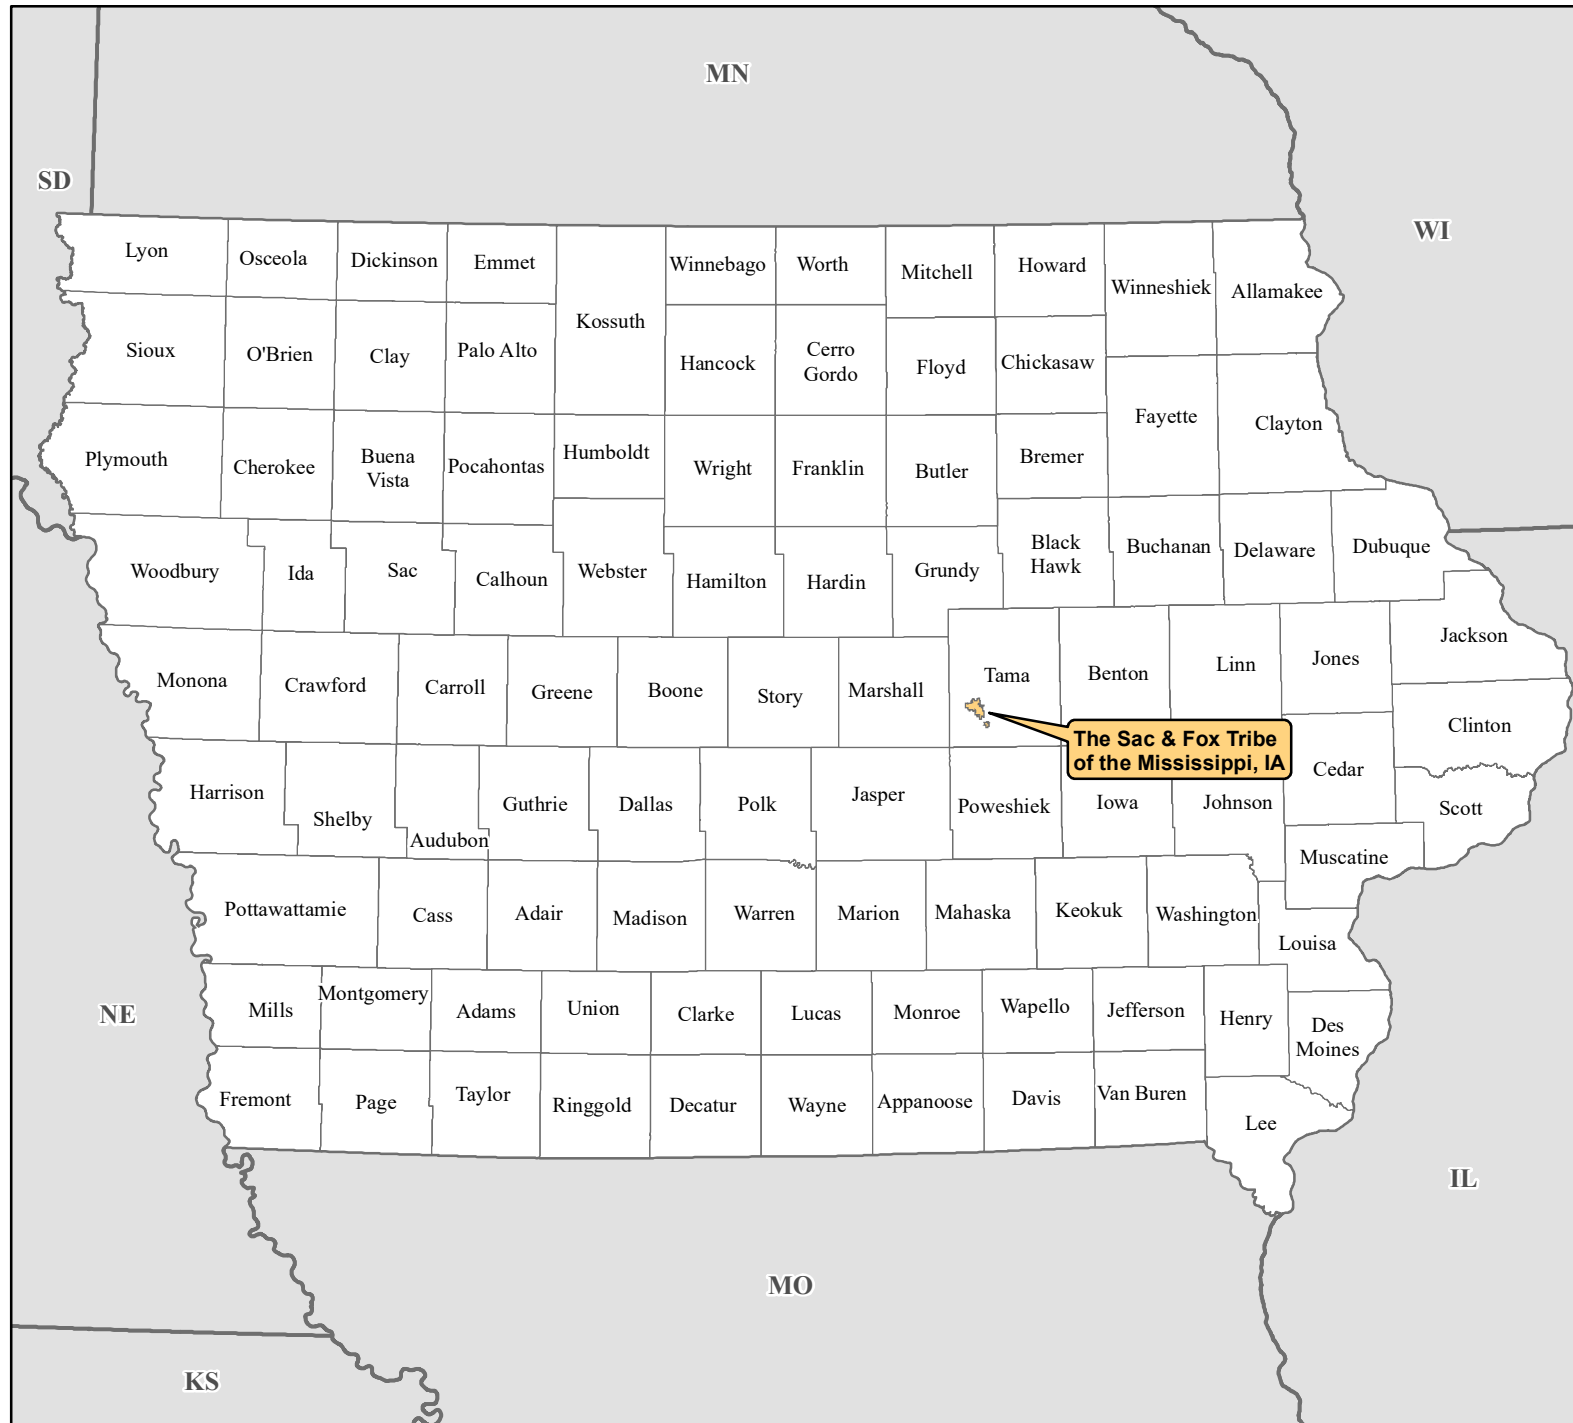 MN
SD
WI
Lyon
Osceola
Dickinson
Emmet
Kossuth
Winnebago
Worth
Mitchell
Howard
Winneshiek
Allamakee
Sioux
O'Brien
Clay
Palo Alto
Hancock
Cerro
Gordo
Floyd
Chickasaw
Fayette
Clayton
Plymouth
Cherokee
Buena
Vista
Pocahontas
Humboldt
Wright
Franklin
Butler
Bremer
Woodbury
Ida
Sac
Calhoun
Webster
Hamilton
Hardin
Grundy
Black
Hawk
Buchanan
Delaware
Dubuque
Monona
Crawford
Carroll
Greene
Boone
Story
Marshall
Tama
Benton
Linn
Jones
Jackson
The Sac & Fox Tribe
of the Mississippi, IA
Clinton
Harrison
Shelby
Audubon
Guthrie
Dallas
Polk
Jasper
Poweshiek
Iowa
Johnson
Cedar
Scott
Muscatine
Pottawattamie
Cass
Adair
Madison
Warren
Marion
Mahaska
Keokuk
Washington
Louisa
NE
Mills
Montgomery
Adams
Union
Clarke
Lucas
Monroe
Wapello
Jefferson
Henry
Des
Moines
Fremont
Page
Taylor
Ringgold
Decatur
Wayne
Appanoose
Davis
Van Buren
Lee
IL
MO
KS